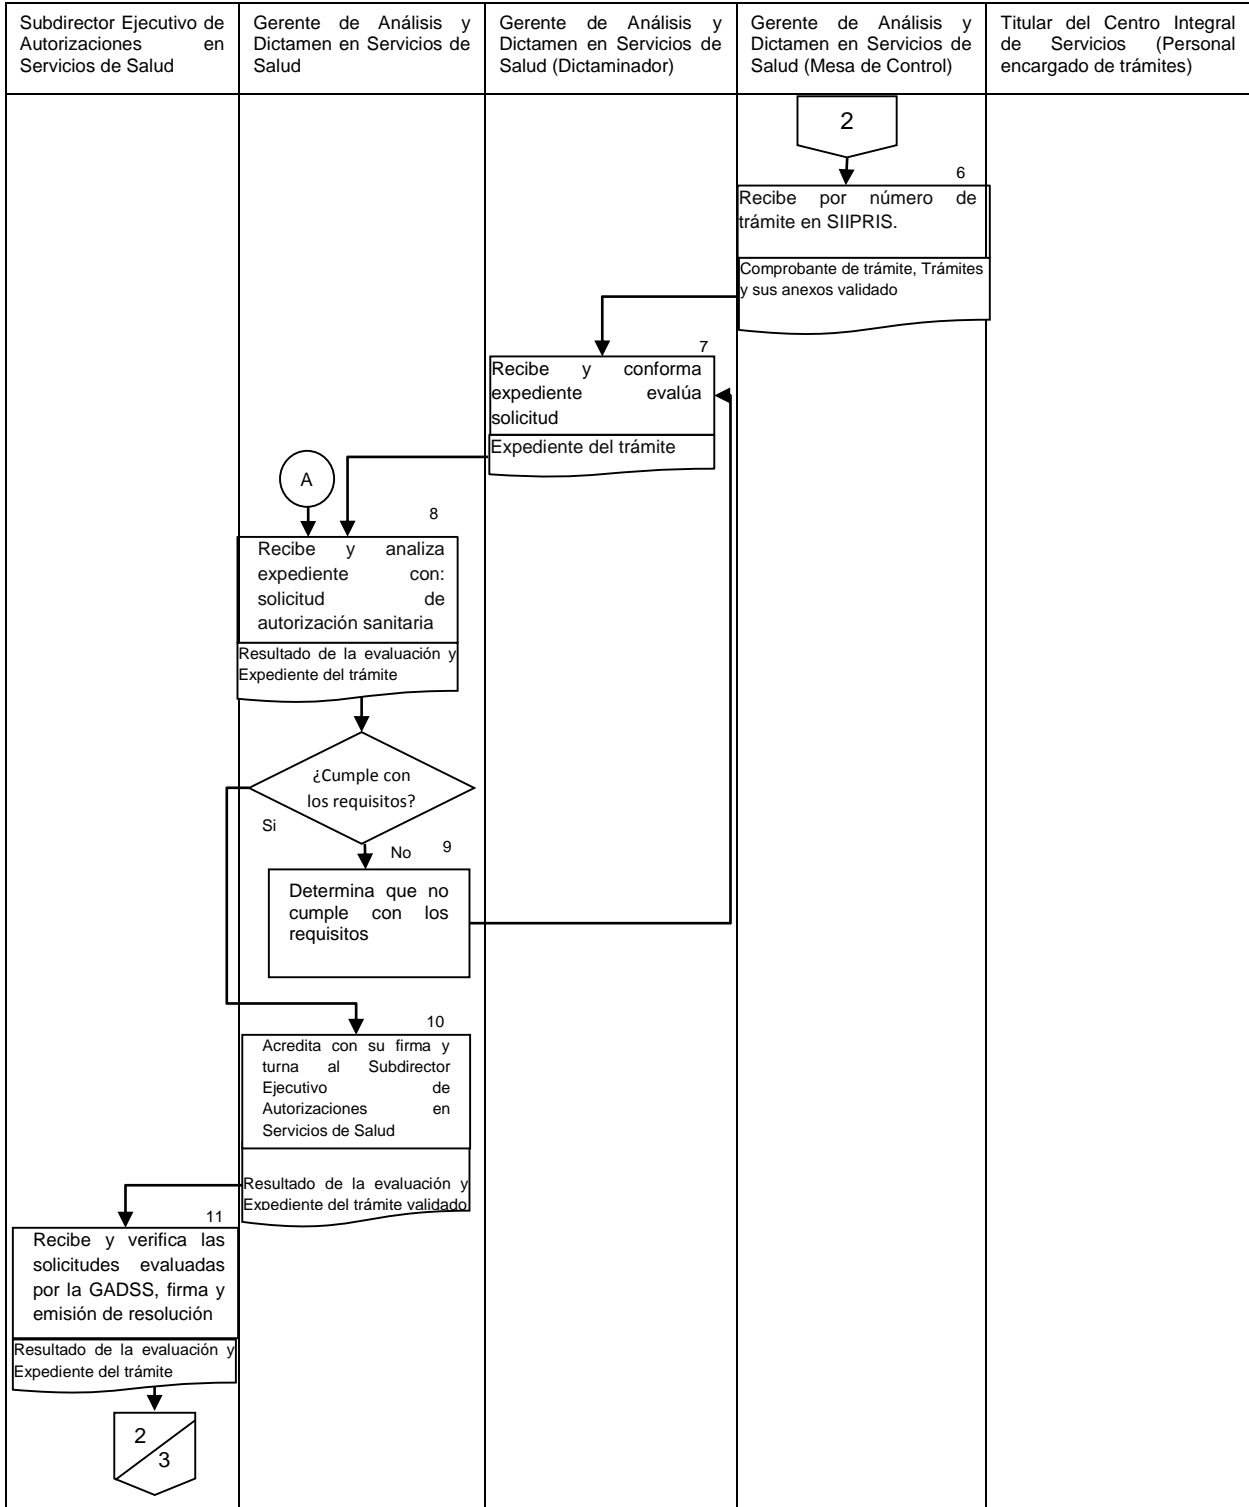 Subdirector Ejecutivo de
Autorizaciones en
Servicios de Salud
Gerente de Análisis y
Dictamen en Servicios de
Salud
Gerente de Análisis y
Dictamen en Servicios de
Salud (Dictaminador)
Gerente de Análisis y
Dictamen en Servicios de
Salud (Mesa de Control)
Titular del Centro Integral
de Servicios (Personal
encargado de trámites)
2
6
Recibe por número de
trámite en SIIPRIS.
Comprobante de trámite, Trámites
y sus anexos validado
7
Recibe y conforma
expediente evalúa
solicitud
Expediente del trámite
A
8
Recibe y analiza
expediente con:
solicitud de
autorización sanitaria
Resultado de la evaluación y
Expediente del trámite
¿Cumple con
los requisitos?
Si
No
9
Determina que no
cumple con los
requisitos
10
Acredita con su firma y
turna al Subdirector
Ejecutivo de
Autorizaciones en
Servicios de Salud
Resultado de la evaluación y
Expediente del trámite validado
11
Recibe y verifica las
solicitudes evaluadas
por la GADSS, firma y
emisión de resolución
Resultado de la evaluación y
Expediente del trámite
2
3